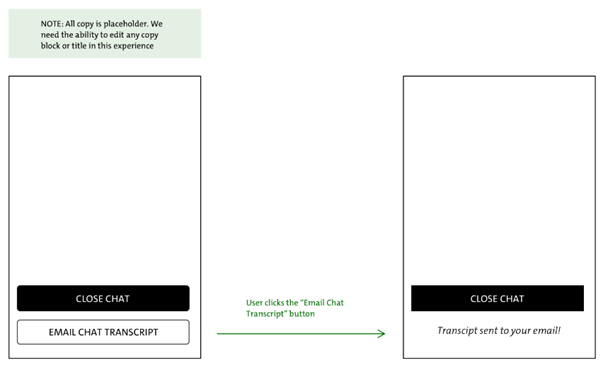 NOTE: All copy is placeholder. We
need the ability to edit any copy
block or title in this experience
CLOSE CHAT
EMAIL CHAT TRANSCRIPT
User clicks the "Email Chat
Transcript" button
CLOSE CHAT
Transcipt sent to your email!